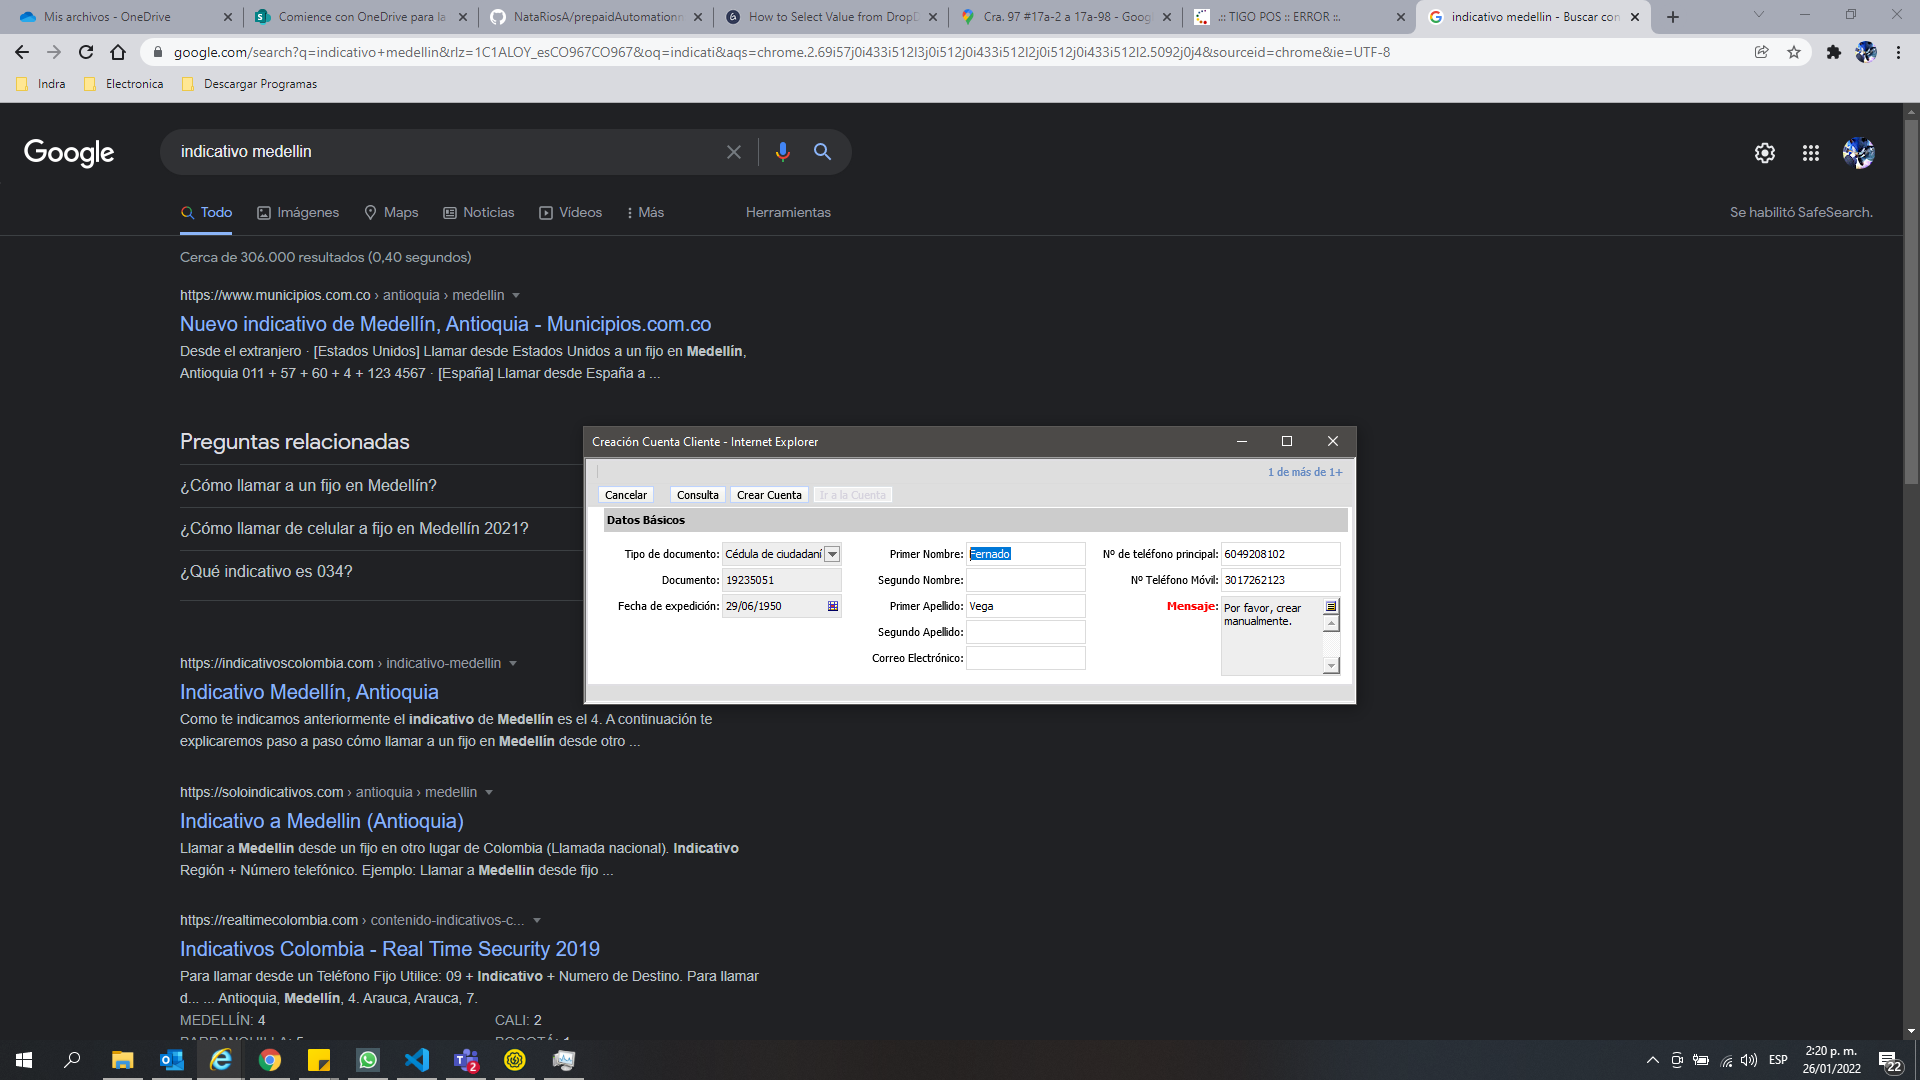 Mis archivos - OneDrive
Comience con OneDrive para la
NataRiosA/prepaidAutomationm
How to Select Value from DropD
Cra. 97 #17a-2 a 17a-98 - Googl
.:: TIGO POS :: ERROR ::.
indicativo medellin - Buscar con
google.com/search?q=indicativo+medellin&rlz=1C1ALOY_esCO967CO967&oq=indicati&aqs=chrome.2.69i57j0i433i512l3j0i512j0i433i512l2j0i512j0i433i512l2.5092j0j4&sourceid=chrome&ie=UTF-8
Indra
Electronica
Descargar Programas
Google
indicativo medellin
Todo
Imágenes
Maps
Noticias
Vídeos
Más
Herramientas
Se habilitó SafeSearch.
Cerca de 306.000 resultados (0,40 segundos)
https://www.municipios.com.co › antioquia › medellin
Nuevo indicativo de Medellín, Antioquia - Municipios.com.co
Desde el extranjero · [Estados Unidos] Llamar desde Estados Unidos a un fijo en Medellín,
Antioquia 011 + 57 + 60 + 4 + 123 4567 · [España] Llamar desde España a ...
Preguntas relacionadas
¿Cómo llamar a un fijo en Medellín?
¿Cómo llamar de celular a fijo en Medellín 2021?
¿Qué indicativo es 034?
Creación Cuenta Cliente - Internet Explorer
1 de más de 1+
Cancelar
Consulta
Crear Cuenta
Ir a la Cuenta
Datos Básicos
Tipo de documento: Cédula de ciudadaní
Primer Nombre: Fernado
Nº de teléfono principal: 6049208102
Documento: 19235051
Segundo Nombre:
Nº Teléfono Móvil: 3017262123
Fecha de expedición: 29/06/1950
Primer Apellido: Vega
Mensaje: Por favor, crear
manualmente.
Segundo Apellido:
Correo Electrónico:
https://indicativoscolombia.com › indicativo-medellin
Indicativo Medellín, Antioquia
Como te indicamos anteriormente el indicativo de Medellín es el 4. A continuación te
explicaremos paso a paso cómo llamar a un fijo en Medellín desde otro ...
https://soloindicativos.com › antioquia › medellin
Indicativo a Medellin (Antioquia)
Llamar a Medellin desde un fijo en otro lugar de Colombia (Llamada nacional). Indicativo
Región + Número telefónico. Ejemplo: Llamar a Medellin desde fijo ...
https://realtimecolombia.com › contenido-indicativos-c...
Indicativos Colombia - Real Time Security 2019
Para llamar desde un Teléfono Fijo Utilice: 09 + Indicativo + Numero de Destino. Para llamar
d... ... Antioquia, Medellín, 4. Arauca, Arauca, 7.
MEDELLÍN: 4
CALI: 2
BARRANQUILLA: 5
BOGOTÁ: 1
2
ESP
2:20 p. m.
26/01/2022
22